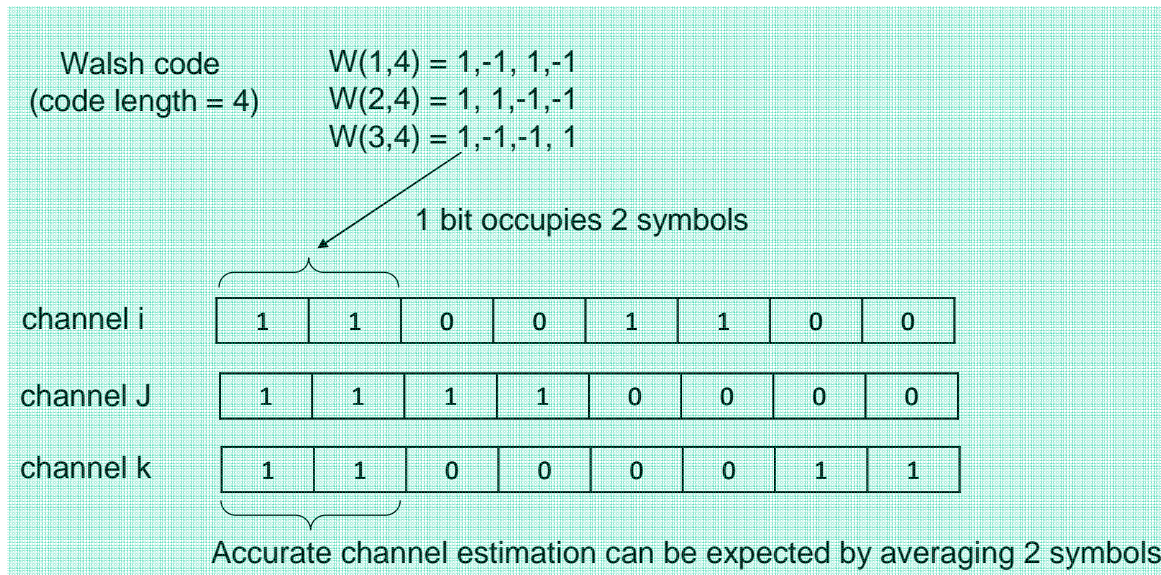 Walsh code
(code length = 4)
W(1,4) = 1,-1, 1,-1
W(2,4) = 1, 1,-1,-1
W(3,4) = 1,-1,-1, 1
1 bit occupies 2 symbols
channel i 1 1 0 0 1 1 0 0
channel J 1 1 1 1 0 0 0 0
channel k 1 1 0 0 0 0 1 1
Accurate channel estimation can be expected by averaging 2 symbols